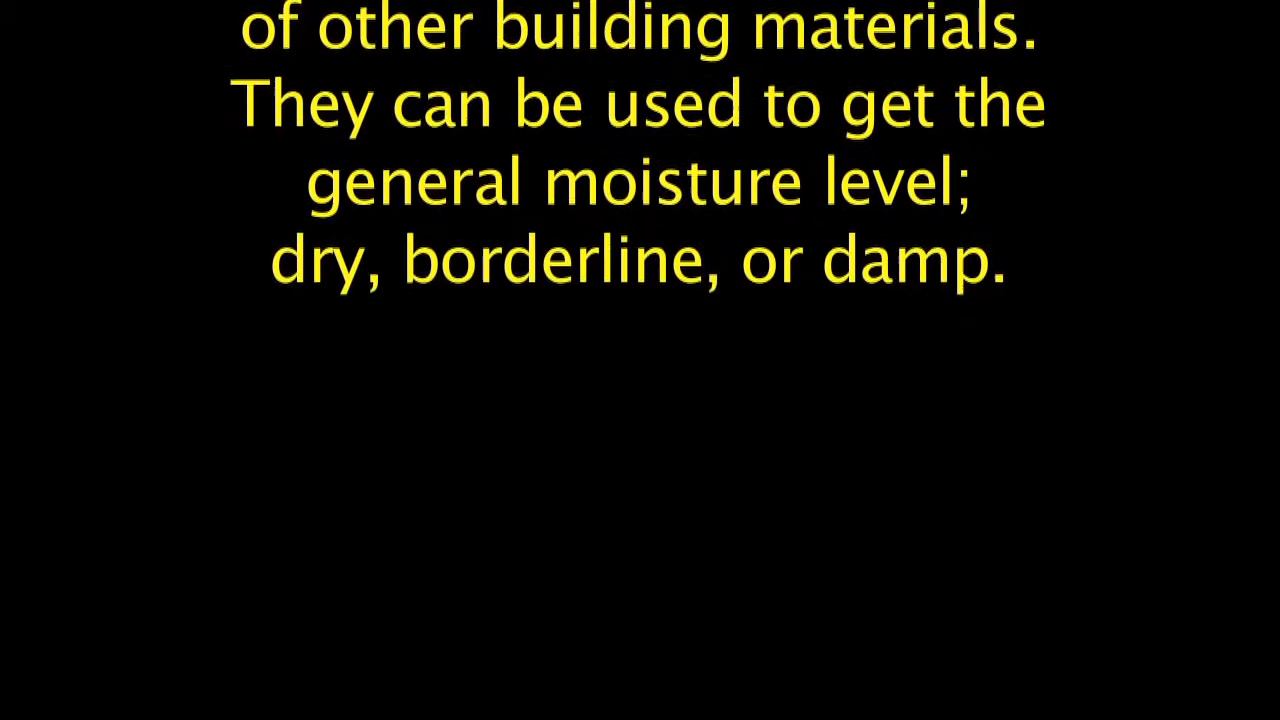 of other building materials.
They can be used to get the
general moisture level;
dry, borderline, or damp.